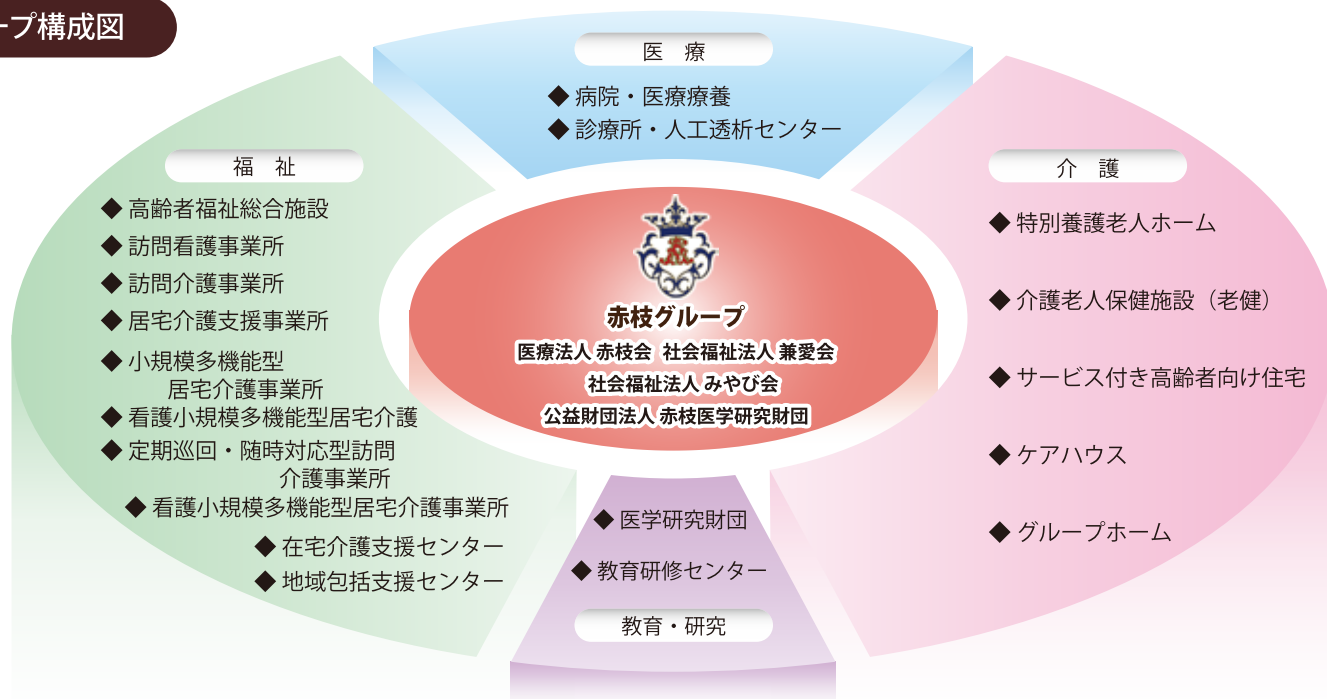 ープ構成図
医　療
◆ 病院・医療療養
◆ 診療所・人工透析センター
福　祉
◆ 高齢者福祉総合施設
◆ 訪問看護事業所
◆ 訪問介護事業所
◆ 居宅介護支援事業所
◆ 小規模多機能型
居宅介護事業所
◆ 看護小規模多機能型居宅介護
◆ 定期巡回・随時対応型訪問
介護事業所
◆ 看護小規模多機能型居宅介護事業所
◆ 在宅介護支援センター
◆ 地域包括支援センター
赤枝グループ
医療法人 赤枝会　社会福祉法人 兼愛会
社会福祉法人 みやび会
公益財団法人 赤枝医学研究財団
介　護
◆ 特別養護老人ホーム
◆ 介護老人保健施設（老健）
◆ サービス付き高齢者向け住宅
◆ ケアハウス
◆ グループホーム
◆ 医学研究財団
◆ 教育研修センター
教育・研究